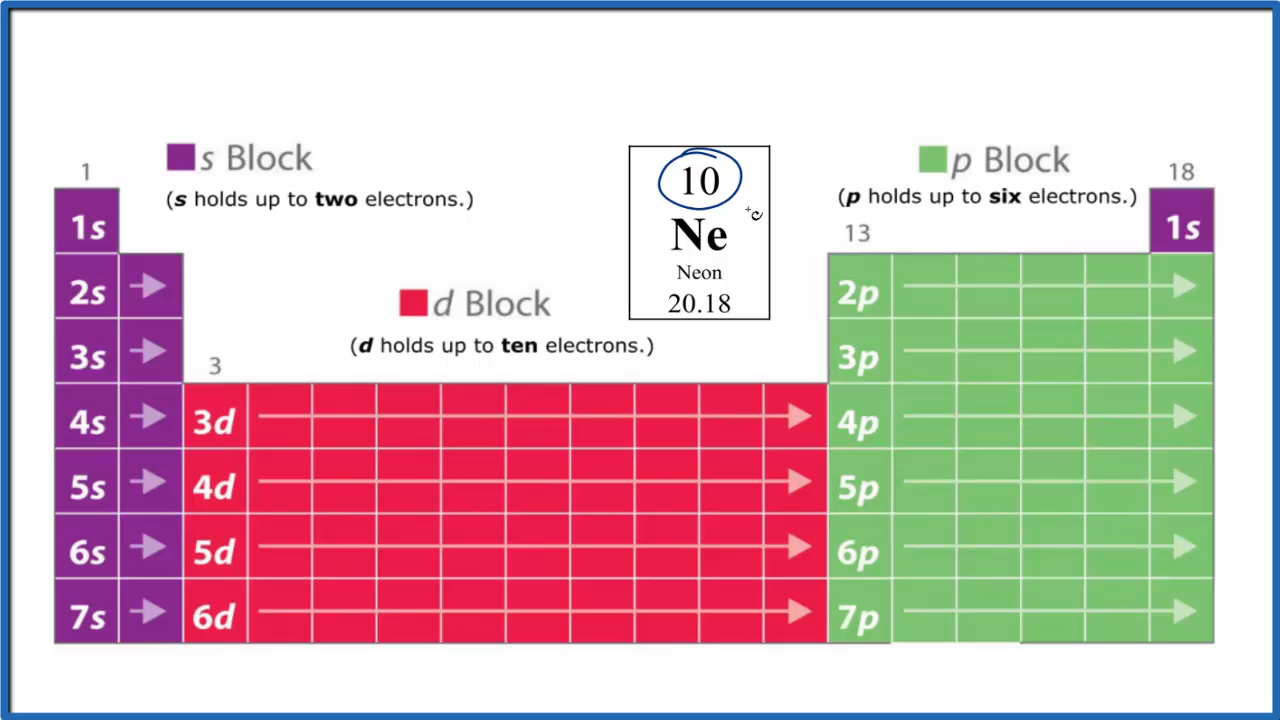 1
s Block
(s holds up to two electrons.)
10
Ne
Neon
20.18
p Block
(p holds up to six electrons.)
18
13
d Block
(d holds up to ten electrons.)
3
1s
1s
2s
2p
3s
3p
4s
3d
4p
5s
4d
5p
6s
5d
6p
7s
6d
7p